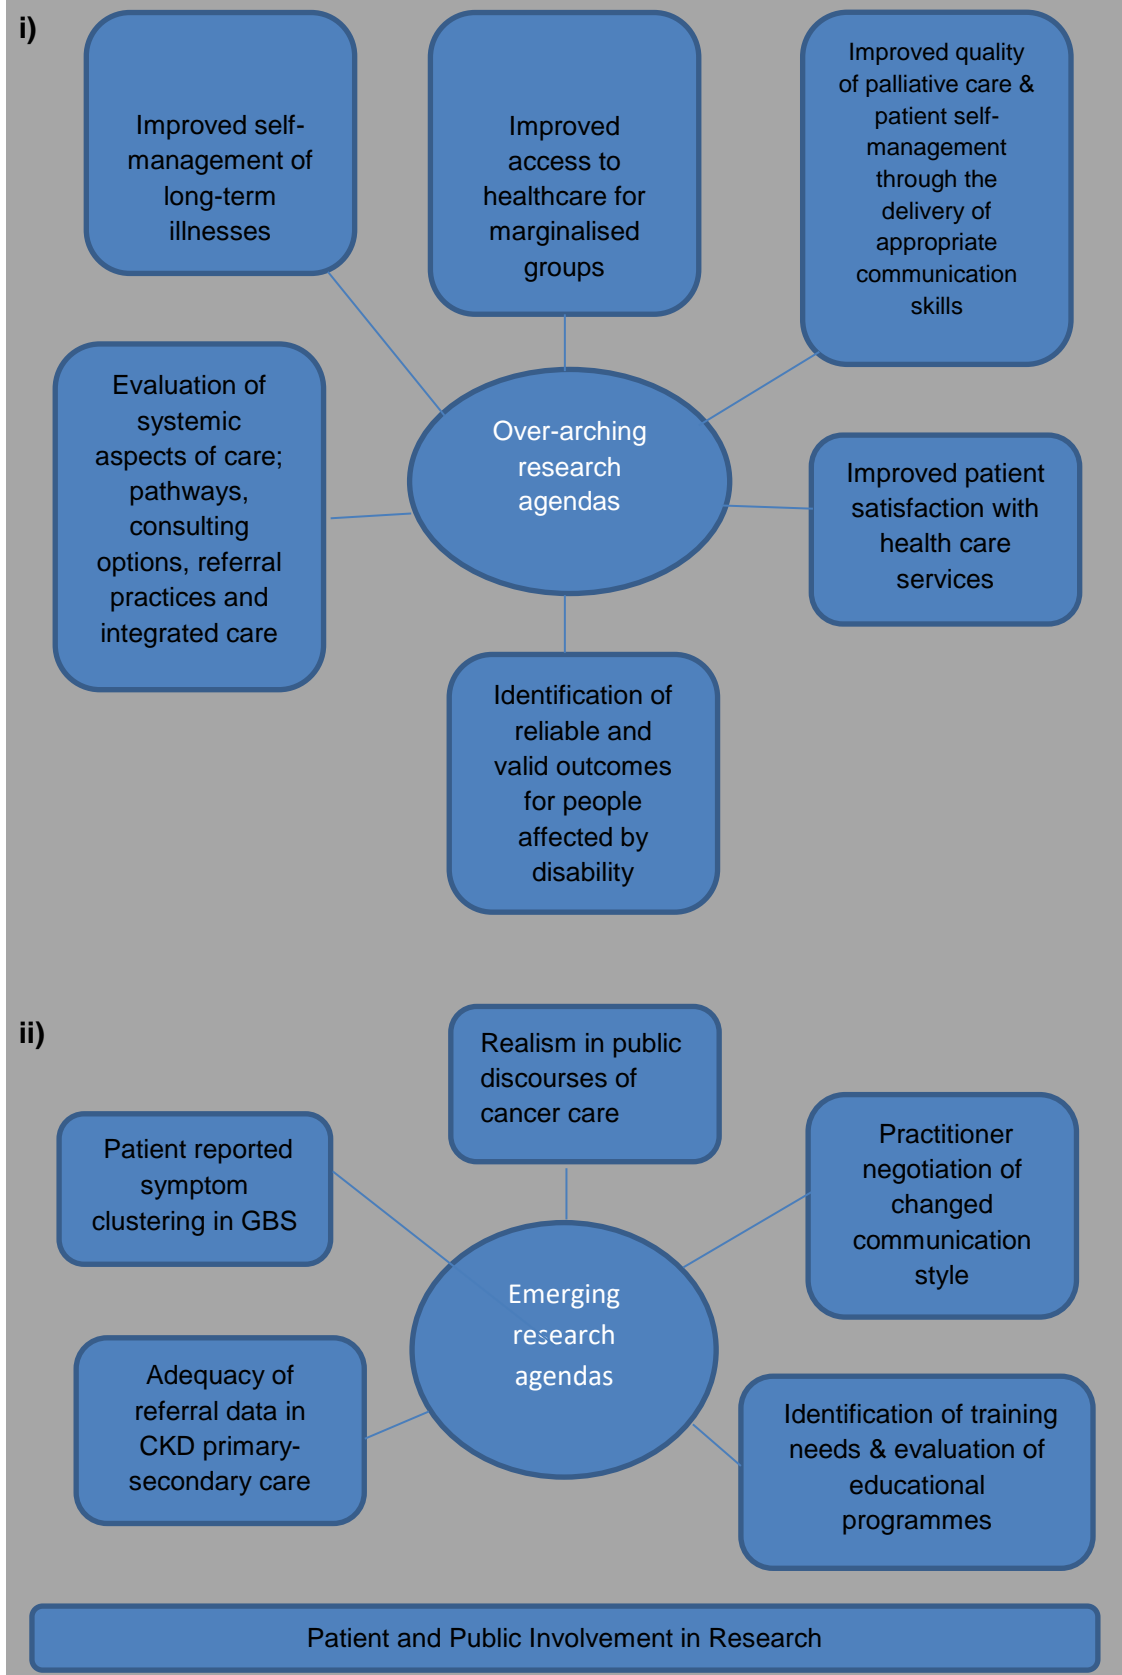 i)
Improved self-
management of
long-term
illnesses
Improved
access to
healthcare for
marginalised
groups
Improved quality
of palliative care &
patient self-
management
through the
delivery of
appropriate
communication
skills
Evaluation of
systemic
aspects of care;
pathways,
consulting
options, referral
practices and
integrated care
Over-arching
research
agendas
Improved patient
satisfaction with
health care
services
Identification of
reliable and
valid outcomes
for people
affected by
disability
ii)
Realism in public
discourses of
cancer care
Patient reported
symptom
clustering in GBS
Practitioner
negotiation of
changed
communication
style
Emerging
research
agendas
Adequacy of
referral data in
CKD primary-
secondary care
Identification of training
needs & evaluation of
educational
programmes
Patient and Public Involvement in Research